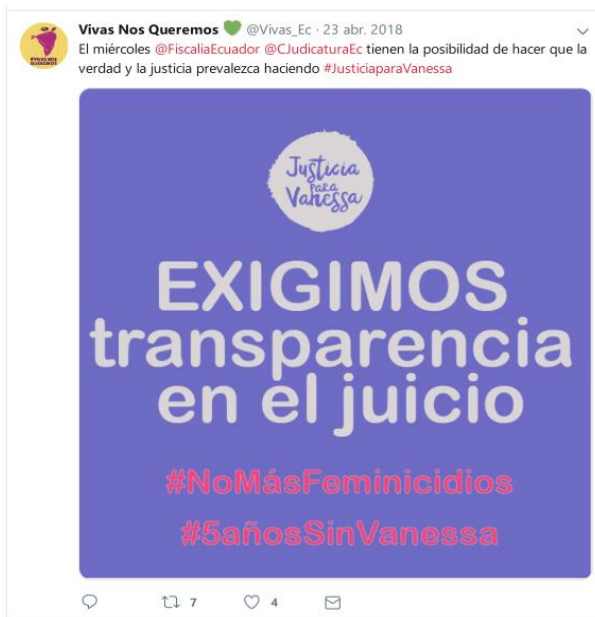 Vivas Nos Queremos 💚 @Vivas_Ec · 23 abr. 2018
El miércoles @FiscaliaEcuador @CJudicaturaEc tienen la posibilidad de hacer que la
verdad y la justicia prevalezca haciendo #JusticiaparaVanessa
Justicia
para
Vanessa
EXIGIMOS
transparencia
en el juicio
#NoMásFeminicidios
#5añosSinVanessa
7 4